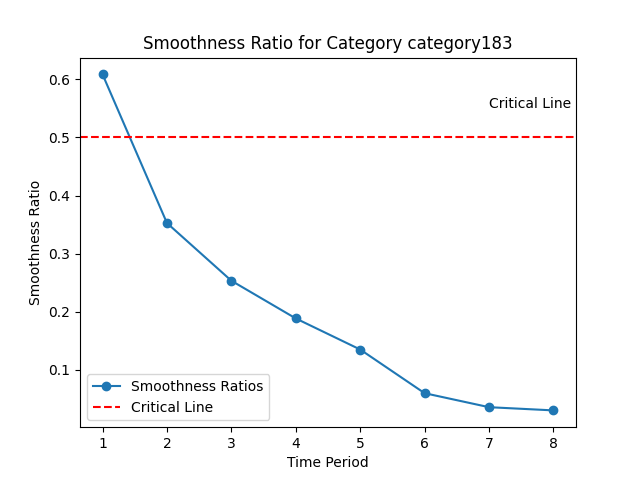 Smoothness Ratio for Category category183
Smoothness Ratio
0.6
0.5
0.4
0.3
0.2
0.1
Critical Line
Smoothness Ratios
Critical Line
1 2 3 4 5 6 7 8
Time Period